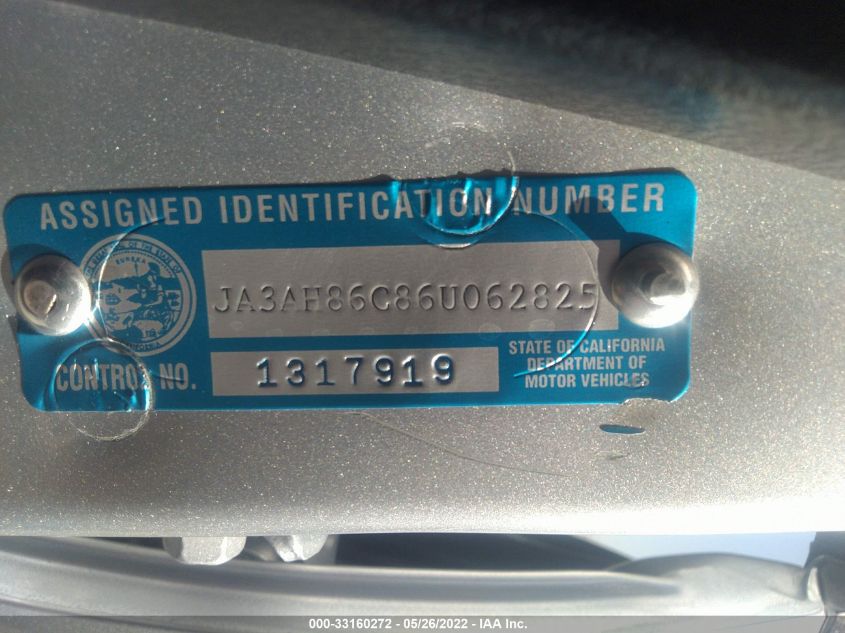 ASSIGNED IDENTIFICATION NUMBER
EUREKA
JA3AH86C86U062825
CONTROL NO. 1317919
STATE OF CALIFORNIA
DEPARTMENT OF
MOTOR VEHICLES
000-33160272 - 05/26/2022 - IAA Inc.